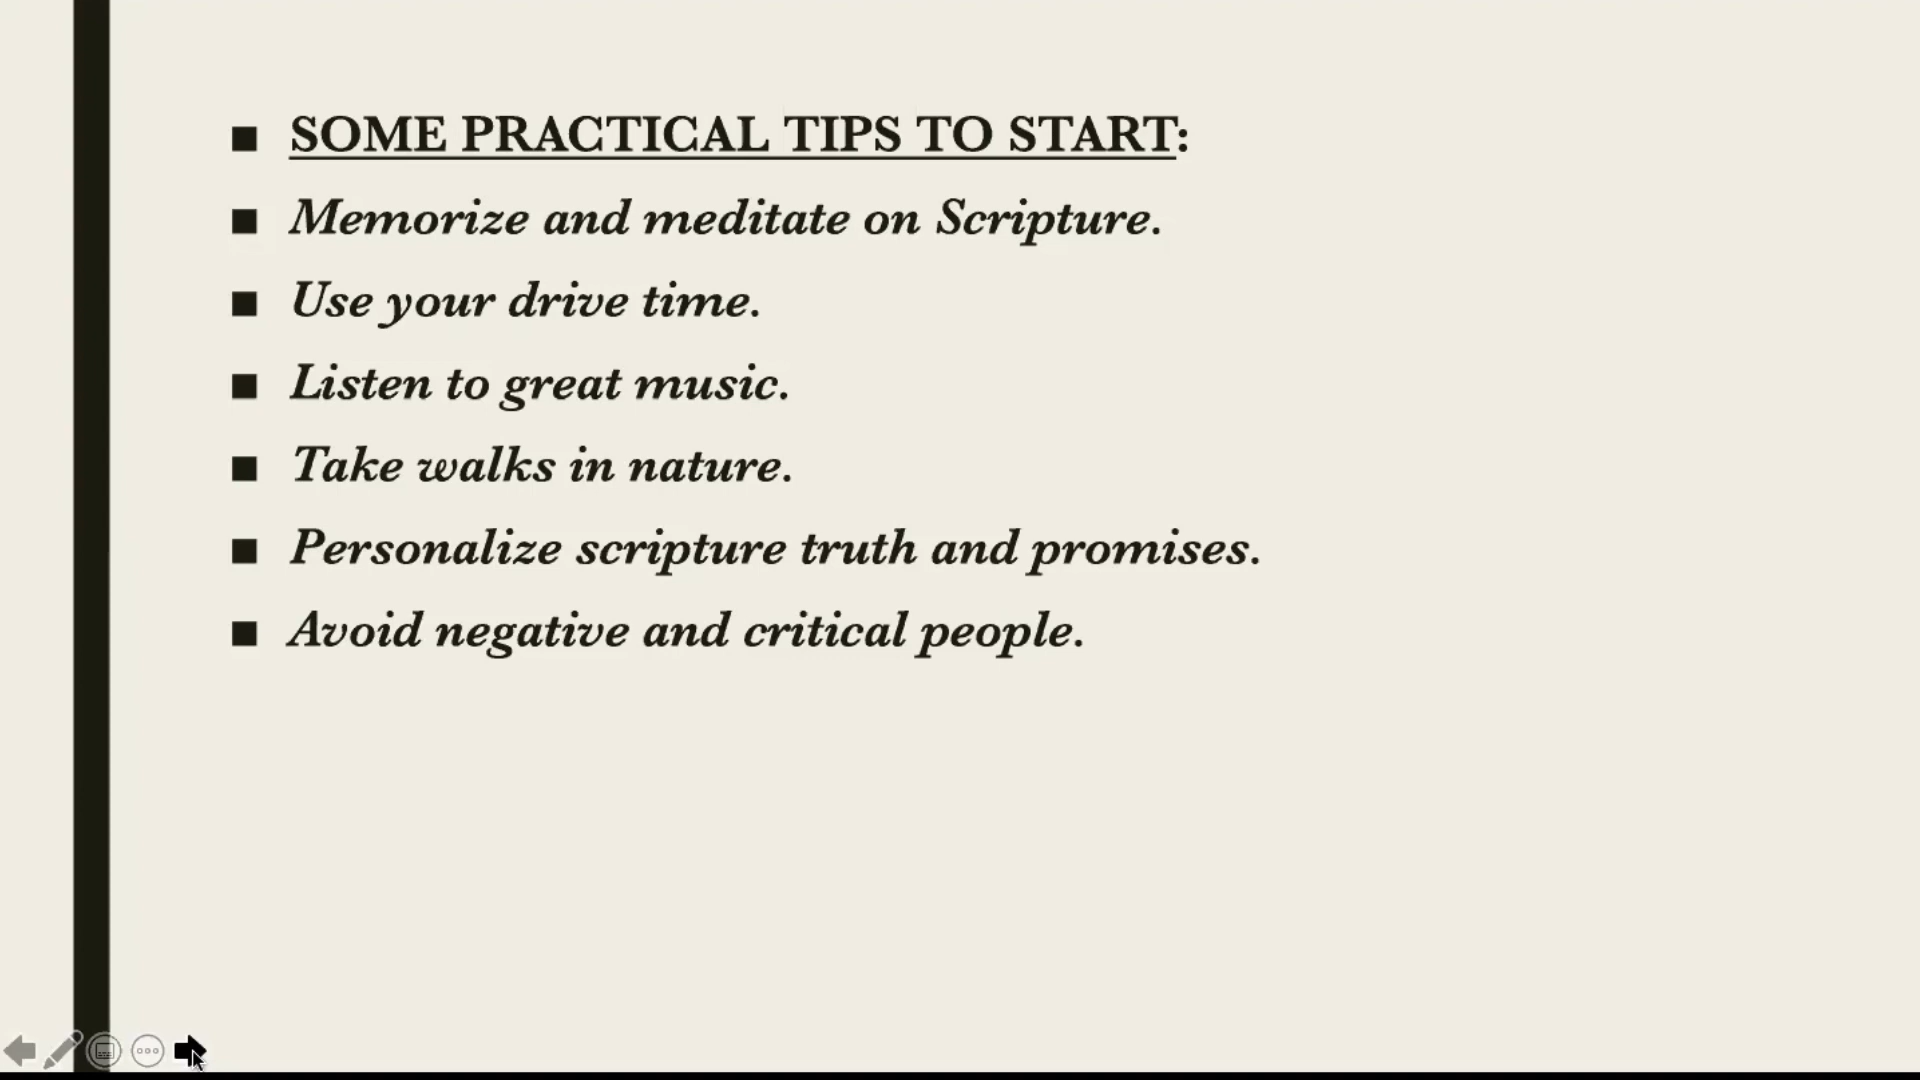 ■ SOME PRACTICAL TIPS TO START:
■ Memorize and meditate on Scripture.
■ Use your drive time.
■ Listen to great music.
■ Take walks in nature.
■ Personalize scripture truth and promises.
■ Avoid negative and critical people.